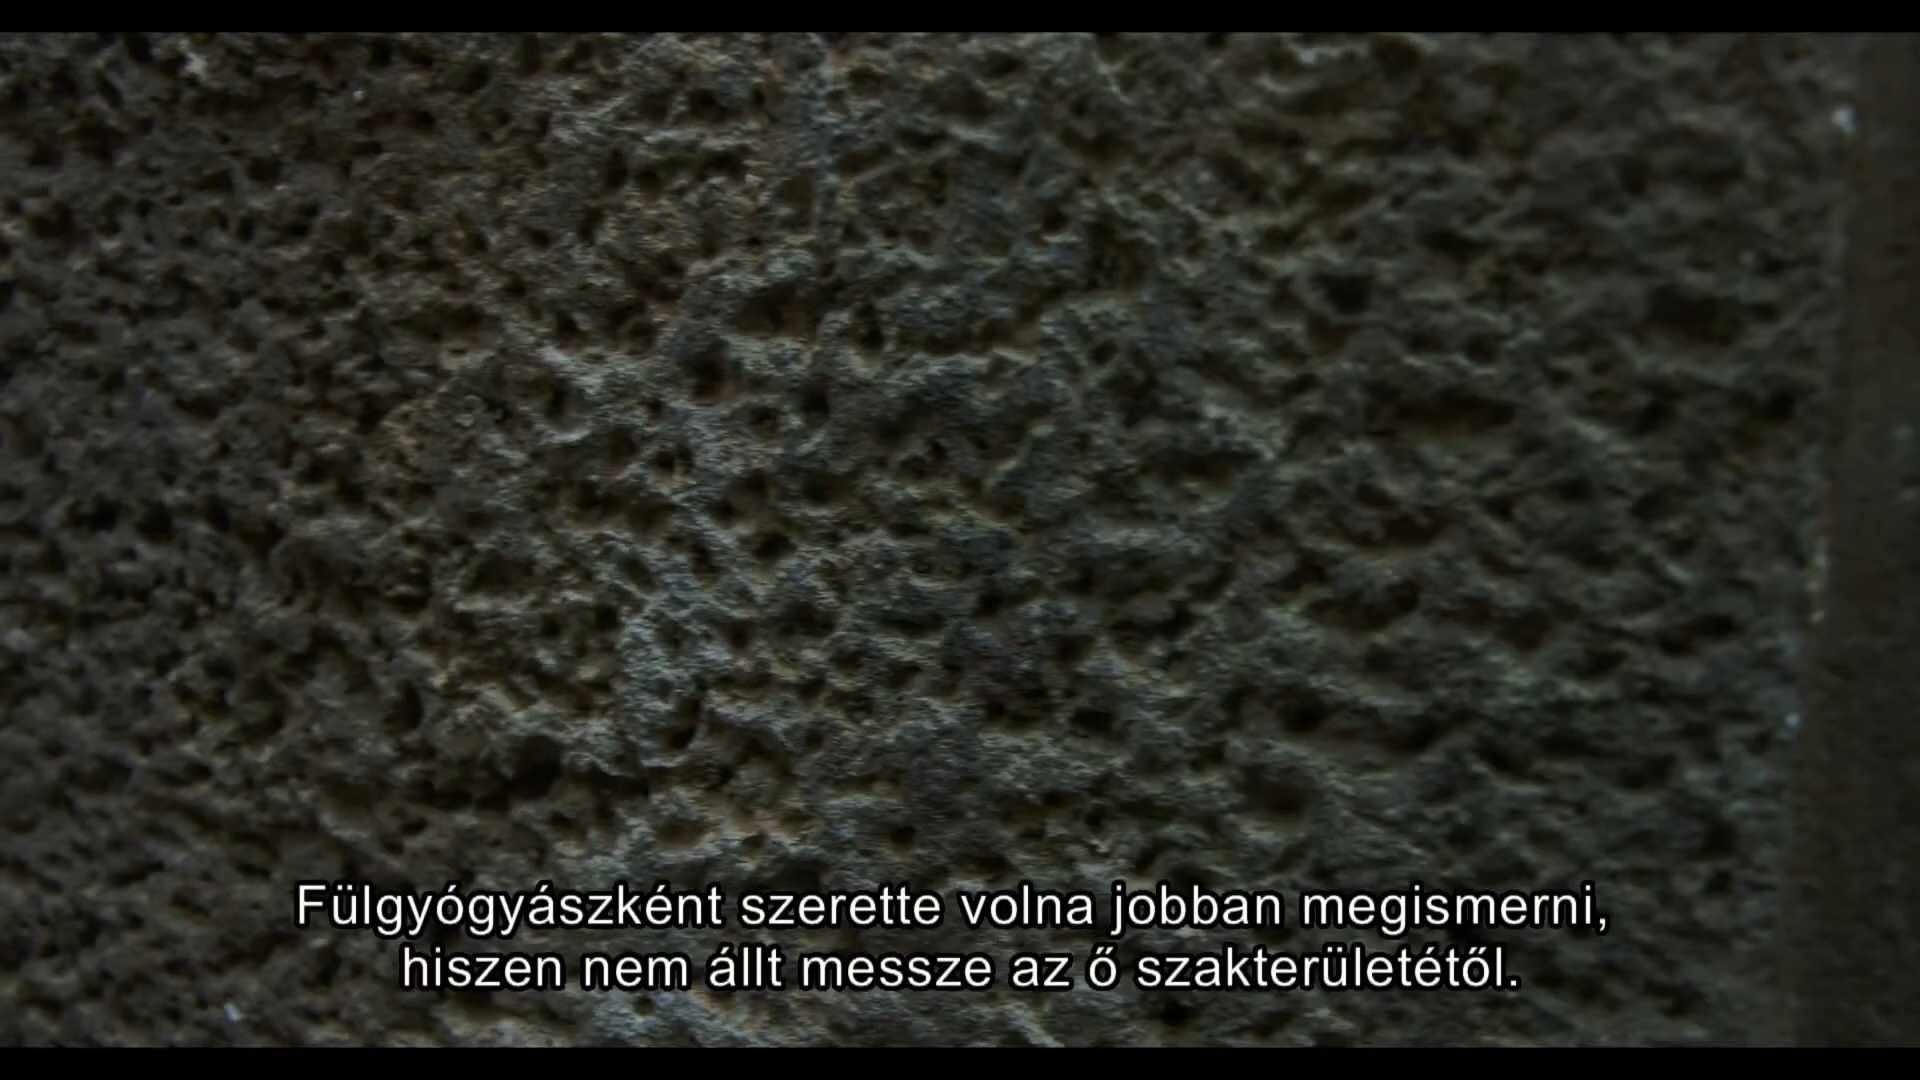 Fülgyógyászként szerette volna jobban megismerni,
hiszen nem állt messze az ő szakterületétől.